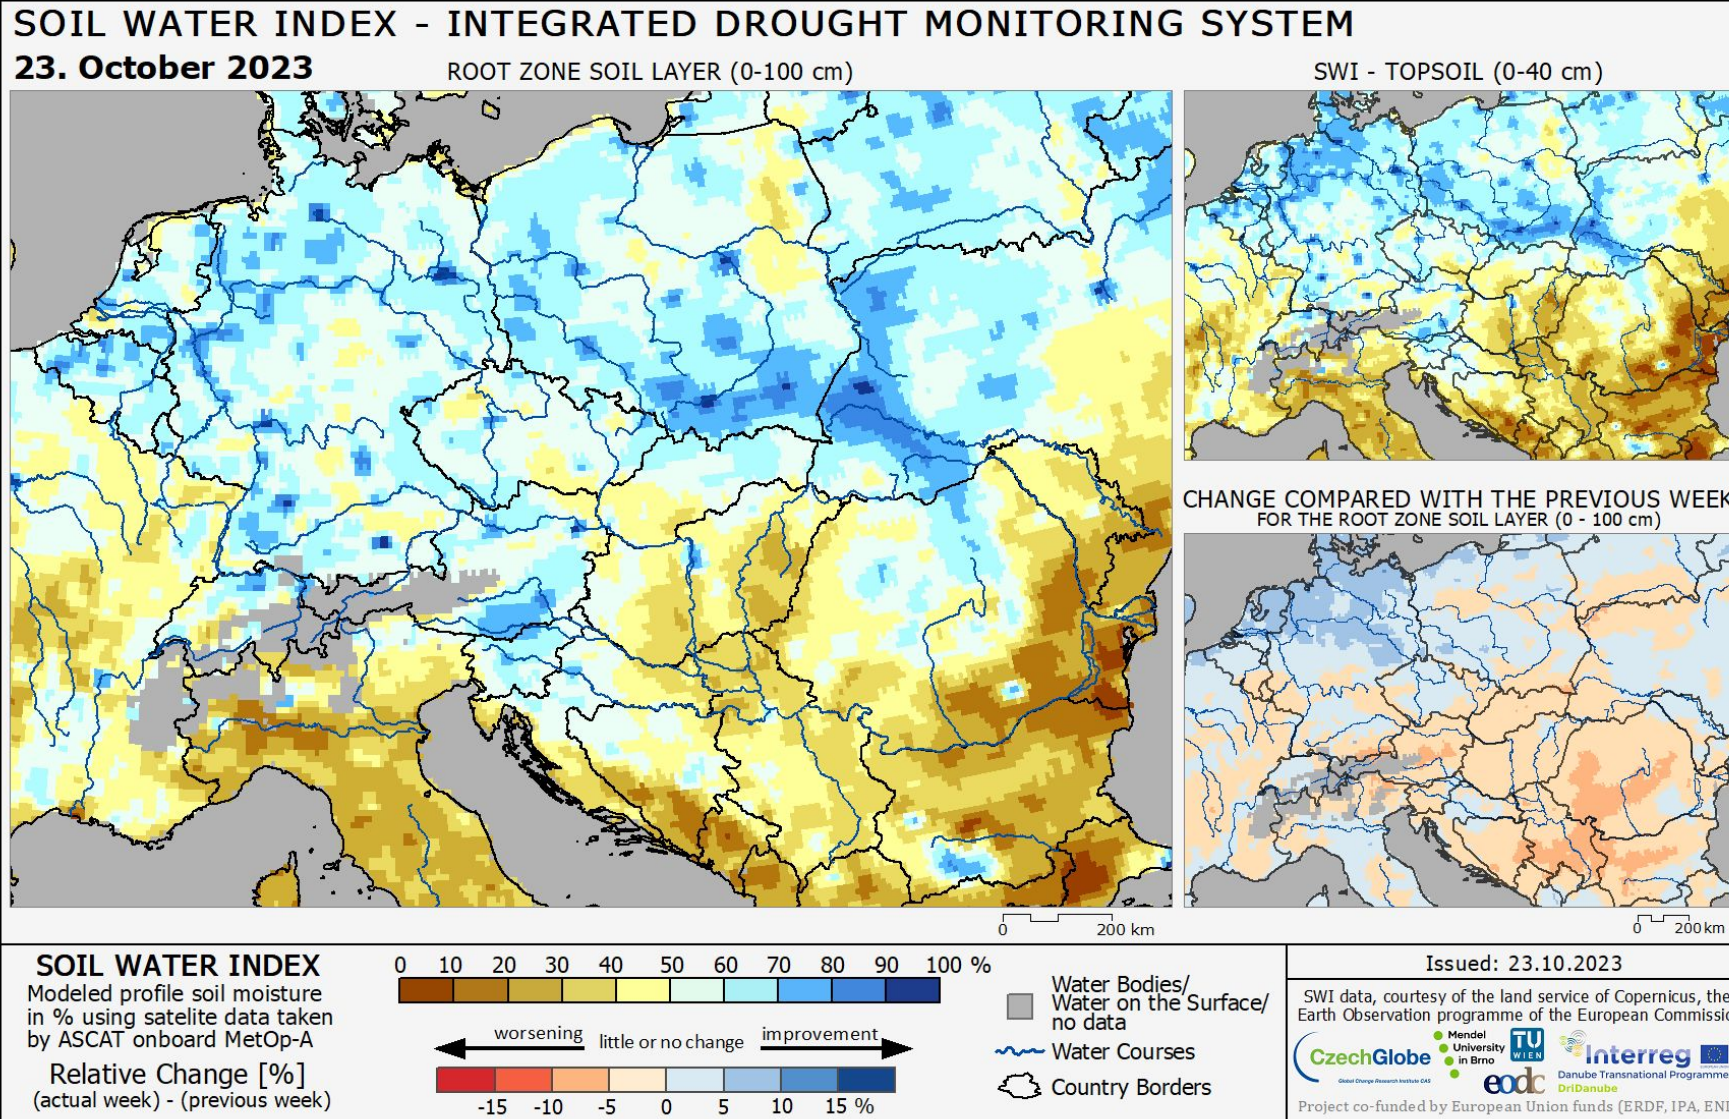 SOIL WATER INDEX - INTEGRATED DROUGHT MONITORING SYSTEM
23. October 2023
ROOT ZONE SOIL LAYER (0-100 cm)
SWI - TOPSOIL (0-40 cm)
CHANGE COMPARED WITH THE PREVIOUS WEEK
FOR THE ROOT ZONE SOIL LAYER (0 - 100 cm)
0 200 km
0 200 km
SOIL WATER INDEX
Modeled profile soil moisture
in % using satelite data taken
by ASCAT onboard MetOp-A
Relative Change [%]
(actual week) - (previous week)
0 10 20 30 40 50 60 70 80 90 100 %
worsening little or no change improvement
-15 -10 -5 0 5 10 15 %
Water Bodies/
Water on the Surface/
no data
Water Courses
Country Borders
Issued: 23.10.2023
SWI data, courtesy of the land service of Copernicus, the
Earth Observation programme of the European Commissio
CzechGlobe
Global Change Research Institute CAS
Mendel
University
in Brno
TU
WIEN
eodc
Interreg
Danube Transnational Programme
DriDanube
Project co-funded by European Union funds (ERDF, IPA, ENI